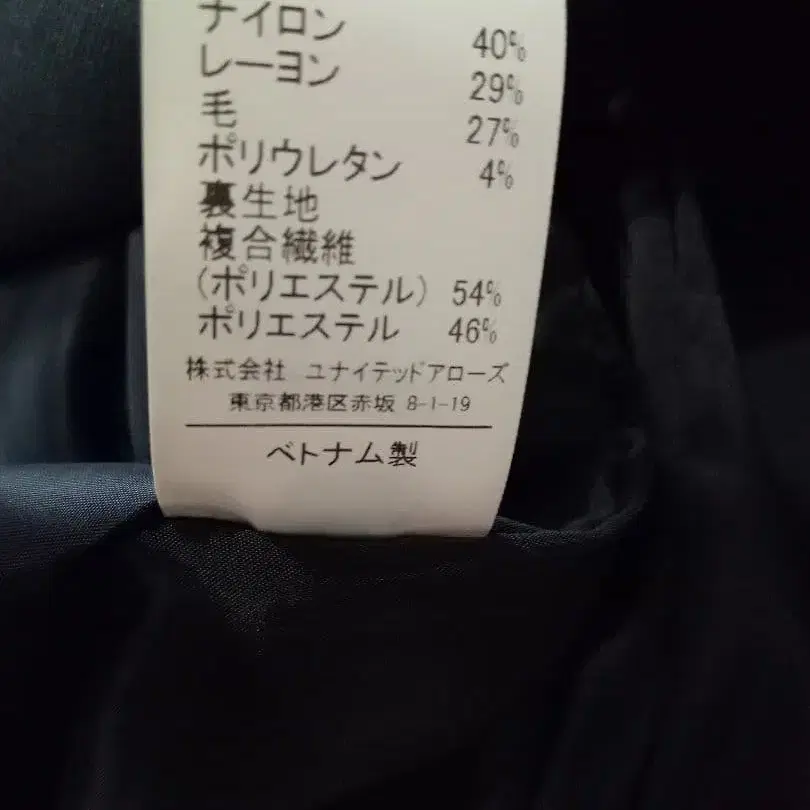 ナイロン 40%
レーヨン 29%
毛 27%
ポリウレタン 4%
裏生地
複合繊維
(ポリエステル) 54%
ポリエステル 46%
株式会社 ユナイテッドアローズ
東京都港区赤坂 8-1-19
ベトナム製